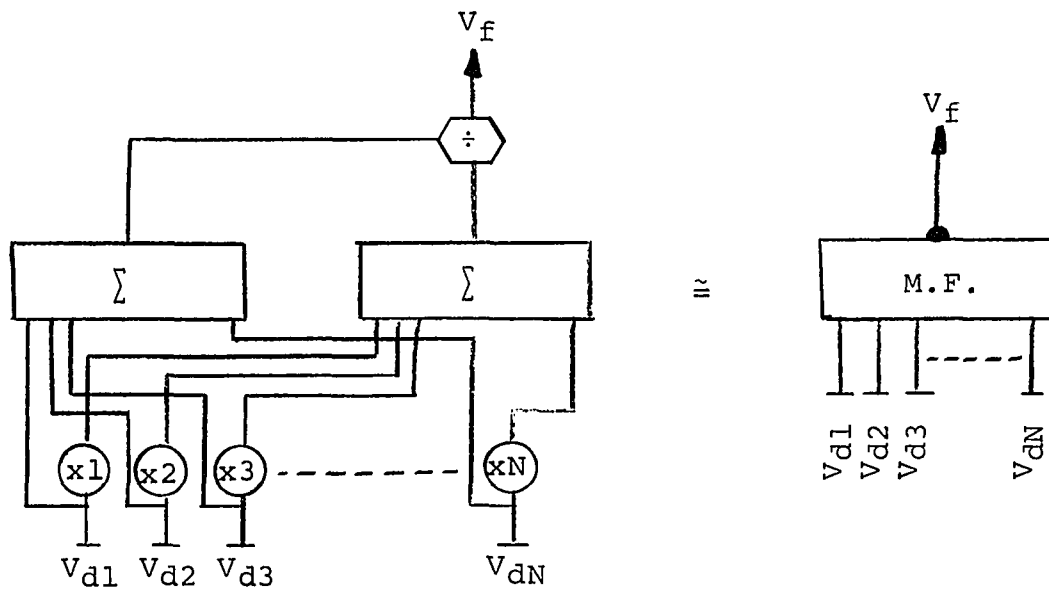 V_f
÷
∑ ∑
x1 x2 x3 xN
V_d1 V_d2 V_d3 V_dN
≅
V_f
M.F.
V_d1 V_d2 V_d3 V_dN